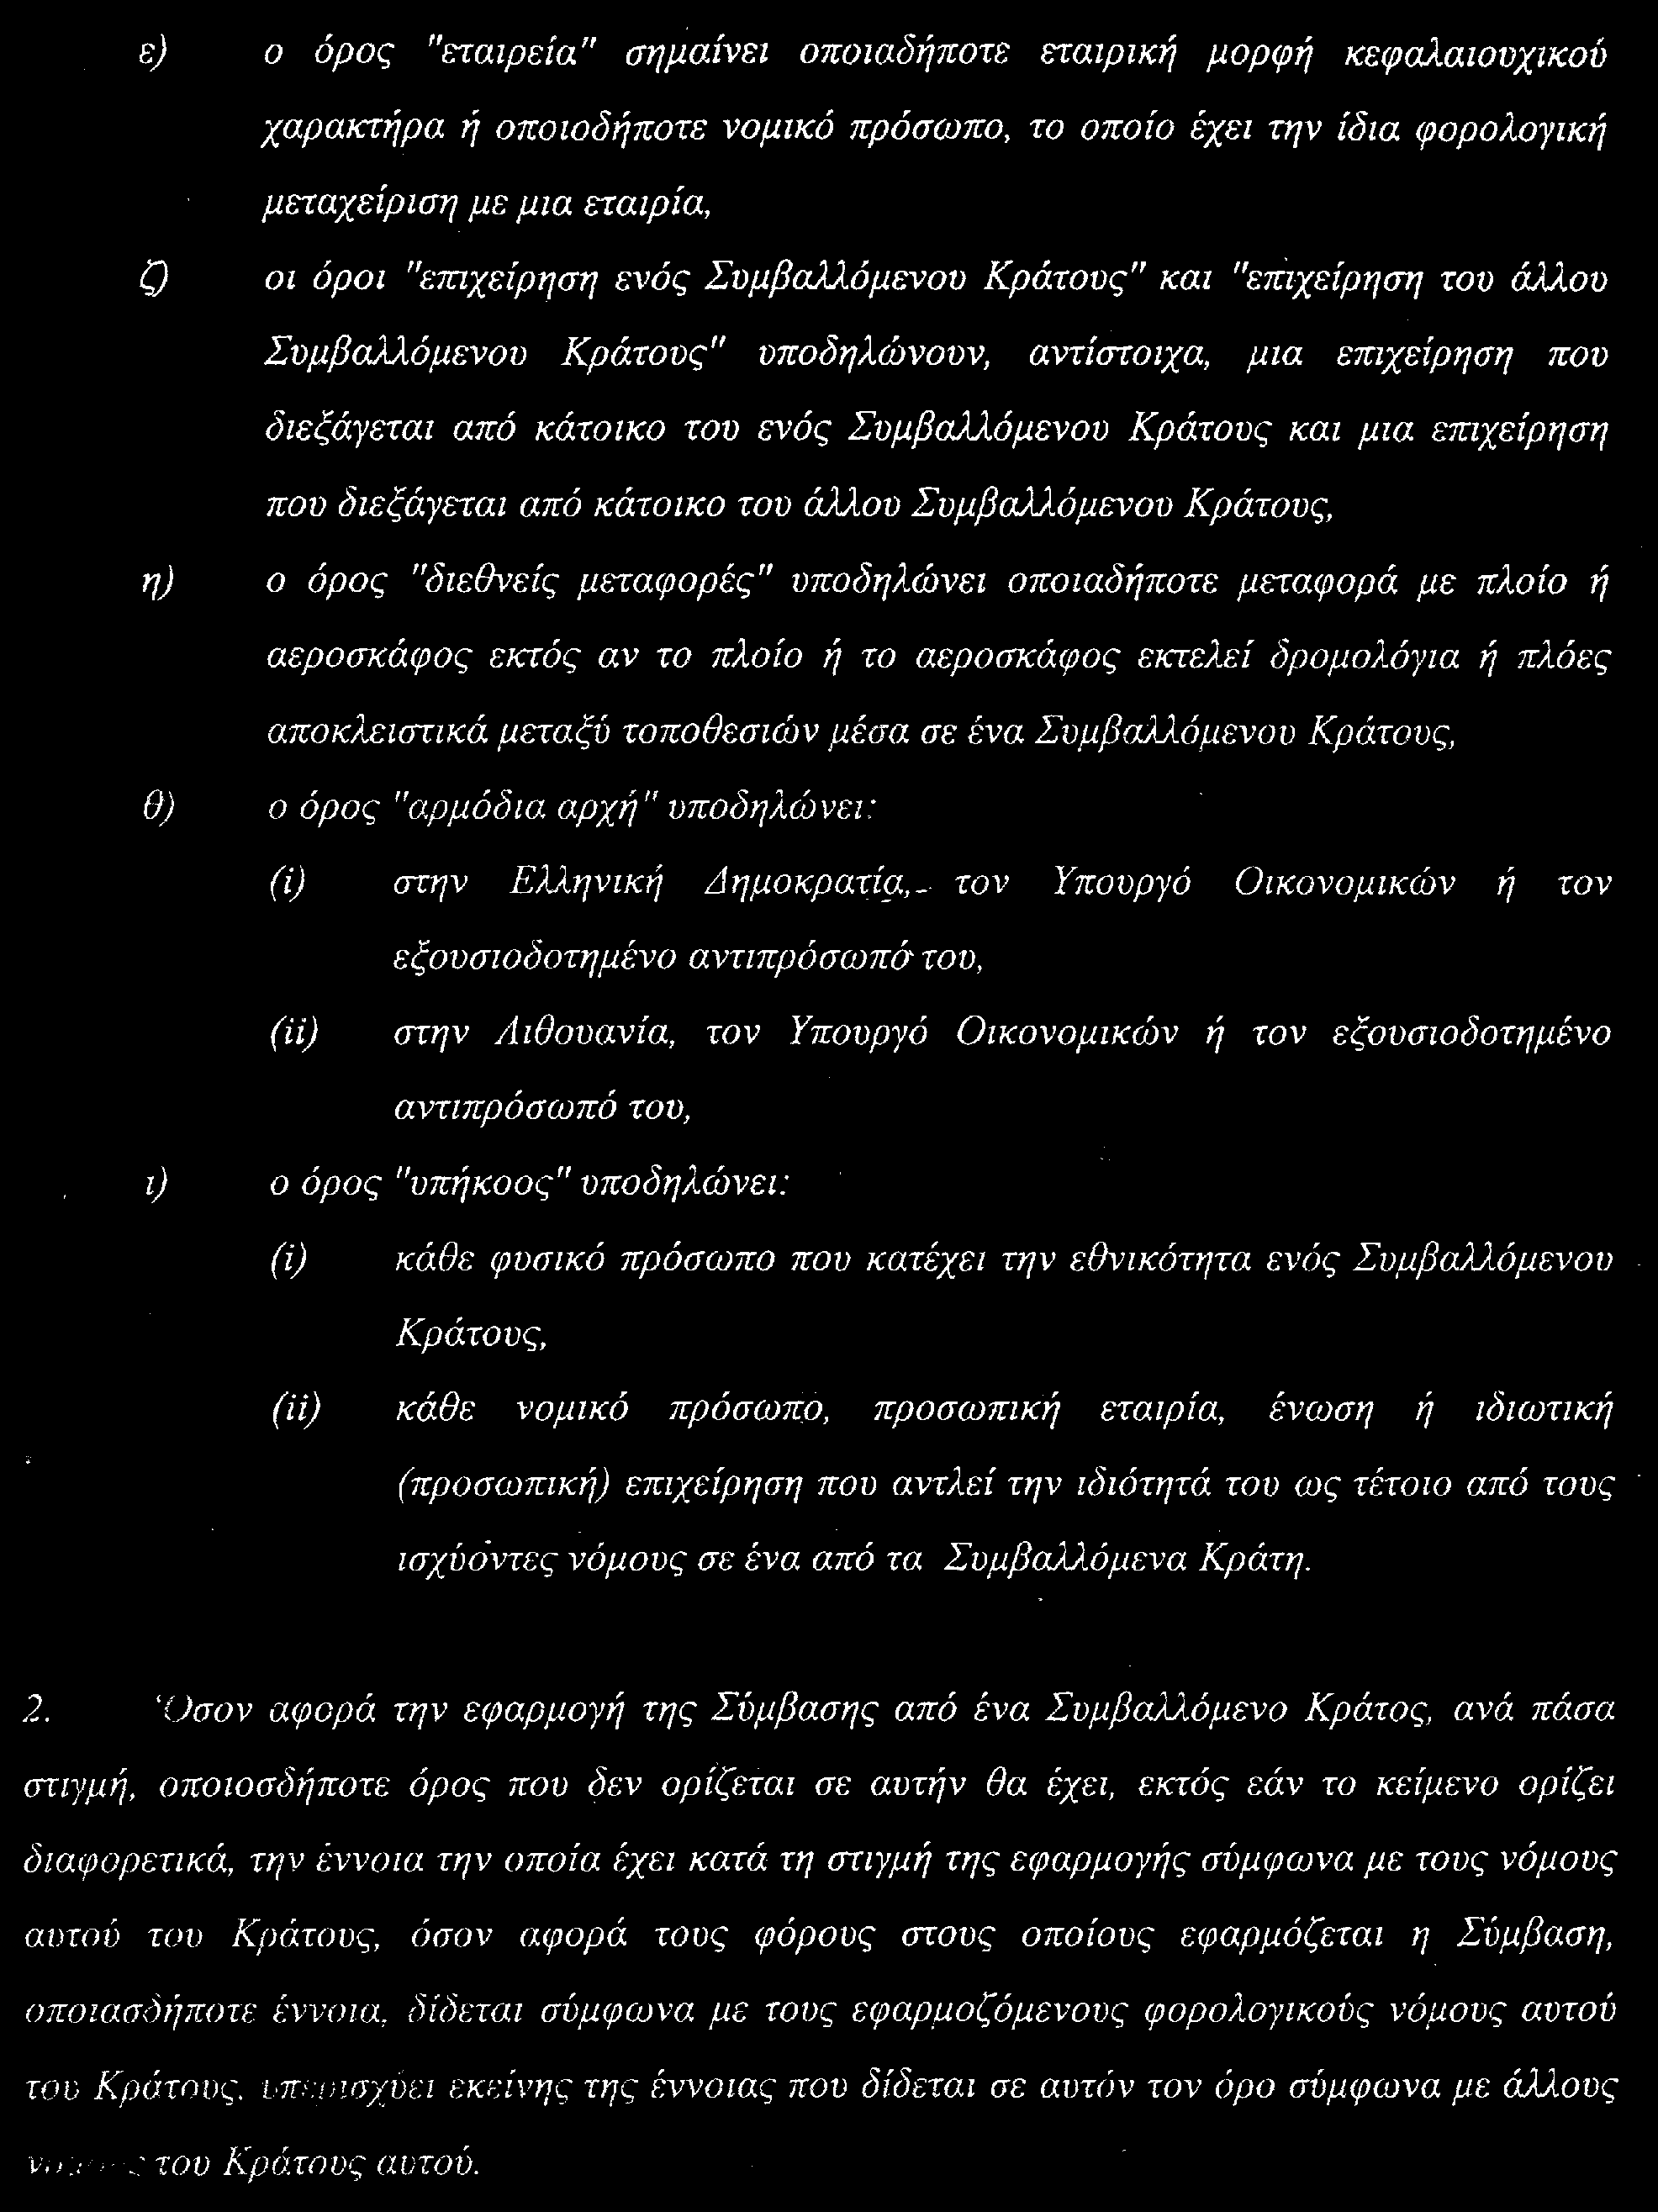 ε) ο όρος "εταιρεία" σημαίνει οποιαδήποτε εταιρική μορφή κεφαλαιουχικού
χαρακτήρα ή οποιοδήποτε νομικό πρόσωπο, το οποίο έχει την ίδια φορολογική
μεταχείριση με μια εταιρία,
ζ) οι όροι "επιχείρηση ενός Συμβαλλόμενου Κράτους" και "επιχείρηση του άλλου
Συμβαλλόμενου Κράτους" υποδηλώνουν, αντίστοιχα, μια επιχείρηση που
διεξάγεται από κάτοικο του ενός Συμβαλλόμενου Κράτους και μια επιχείρηση
που διεξάγεται από κάτοικο του άλλου Συμβαλλόμενου Κράτους,
η) ο όρος "διεθνείς μεταφορές" υποδηλώνει οποιαδήποτε μεταφορά με πλοίο ή
αεροσκάφος εκτός αν το πλοίο ή το αεροσκάφος εκτελεί δρομολόγια ή πλόες
αποκλειστικά μεταξύ τοποθεσιών μέσα σε ένα Συμβαλλόμενου Κράτους,
θ) ο όρος "αρμόδια αρχή" υποδηλώνει:
(i) στην Ελληνική Δημοκρατία, τον Υπουργό Οικονομικών ή τον
εξουσιοδοτημένο αντιπρόσωπό του,
(ii) στην Λιθουανία, τον Υπουργό Οικονομικών ή τον εξουσιοδοτημένο
αντιπρόσωπό του,
ι) ο όρος "υπήκοος" υποδηλώνει:
(i) κάθε φυσικό πρόσωπο που κατέχει την εθνικότητα ενός Συμβαλλόμενου
Κράτους,
(ii) κάθε νομικό πρόσωπο, προσωπική εταιρία, ένωση ή ιδιωτική
(προσωπική) επιχείρηση που αντλεί την ιδιότητά του ως τέτοιο από τους
ισχύοντες νόμους σε ένα από τα Συμβαλλόμενα Κράτη.
2. Όσον αφορά την εφαρμογή της Σύμβασης από ένα Συμβαλλόμενο Κράτος, ανά πάσα
στιγμή, οποιοσδήποτε όρος που δεν ορίζεται σε αυτήν θα έχει, εκτός εάν το κείμενο ορίζει
διαφορετικά, την έννοια την οποία έχει κατά τη στιγμή της εφαρμογής σύμφωνα με τους νόμους
αυτού του Κράτους, όσον αφορά τους φόρους στους οποίους εφαρμόζεται η Σύμβαση,
οποιασδήποτε έννοια, δίδεται σύμφωνα με τους εφαρμοζόμενους φορολογικούς νόμους αυτού
του Κράτους, υπερισχύει εκείνης της έννοιας που δίδεται σε αυτόν τον όρο σύμφωνα με άλλους
του Κράτους αυτού.